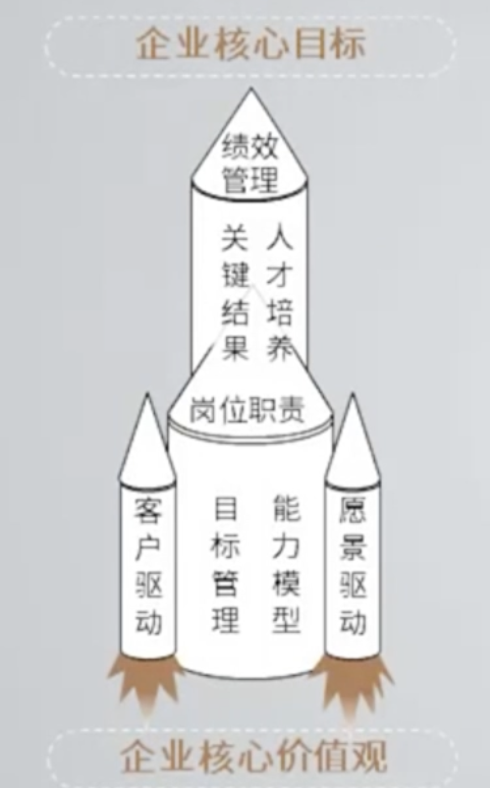 企业核心目标
绩效
管理
关键结果
人才培养
岗位职责
客户驱动
目标管理
能力模型
愿景驱动
企业核心价值观